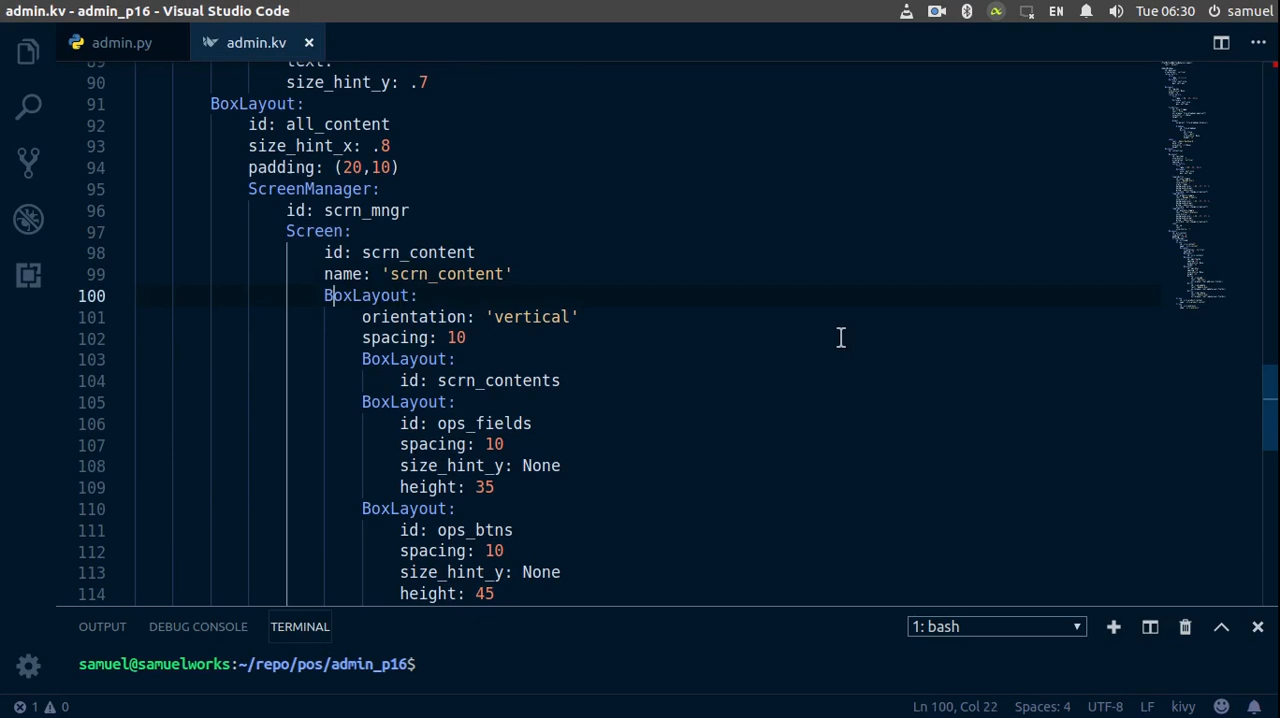 admin.kv - admin_p16 - Visual Studio Code EN Tue 06:30 samuel
admin.py admin.kv
89 text:
90 size_hint_y: .7
91 BoxLayout:
92 id: all_content
93 size_hint_x: .8
94 padding: (20,10)
95 ScreenManager:
96 id: scrn_mngr
97 Screen:
98 id: scrn_content
99 name: 'scrn_content'
100 BoxLayout:
101 orientation: 'vertical'
102 spacing: 10
103 BoxLayout:
104 id: scrn_contents
105 BoxLayout:
106 id: ops_fields
107 spacing: 10
108 size_hint_y: None
109 height: 35
110 BoxLayout:
111 id: ops_btns
112 spacing: 10
113 size_hint_y: None
114 height: 45
OUTPUT DEBUG CONSOLE TERMINAL 1: bash
samuel@samuelworks:~/repo/pos/admin_p16$
1 0 Ln 100, Col 22 Spaces: 4 UTF-8 LF kivy